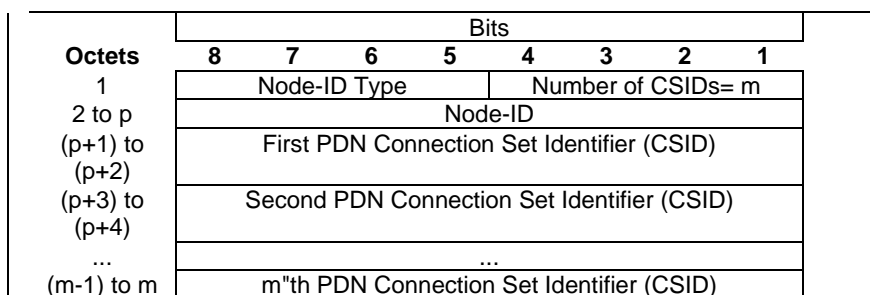 Bits
Octets 8 7 6 5 4 3 2 1
1 Node-ID Type Number of CSIDs= m
2 to p Node-ID
(p+1) to First PDN Connection Set Identifier (CSID)
(p+2)
(p+3) to Second PDN Connection Set Identifier (CSID)
(p+4)
... ...
(m-1) to m m"th PDN Connection Set Identifier (CSID)